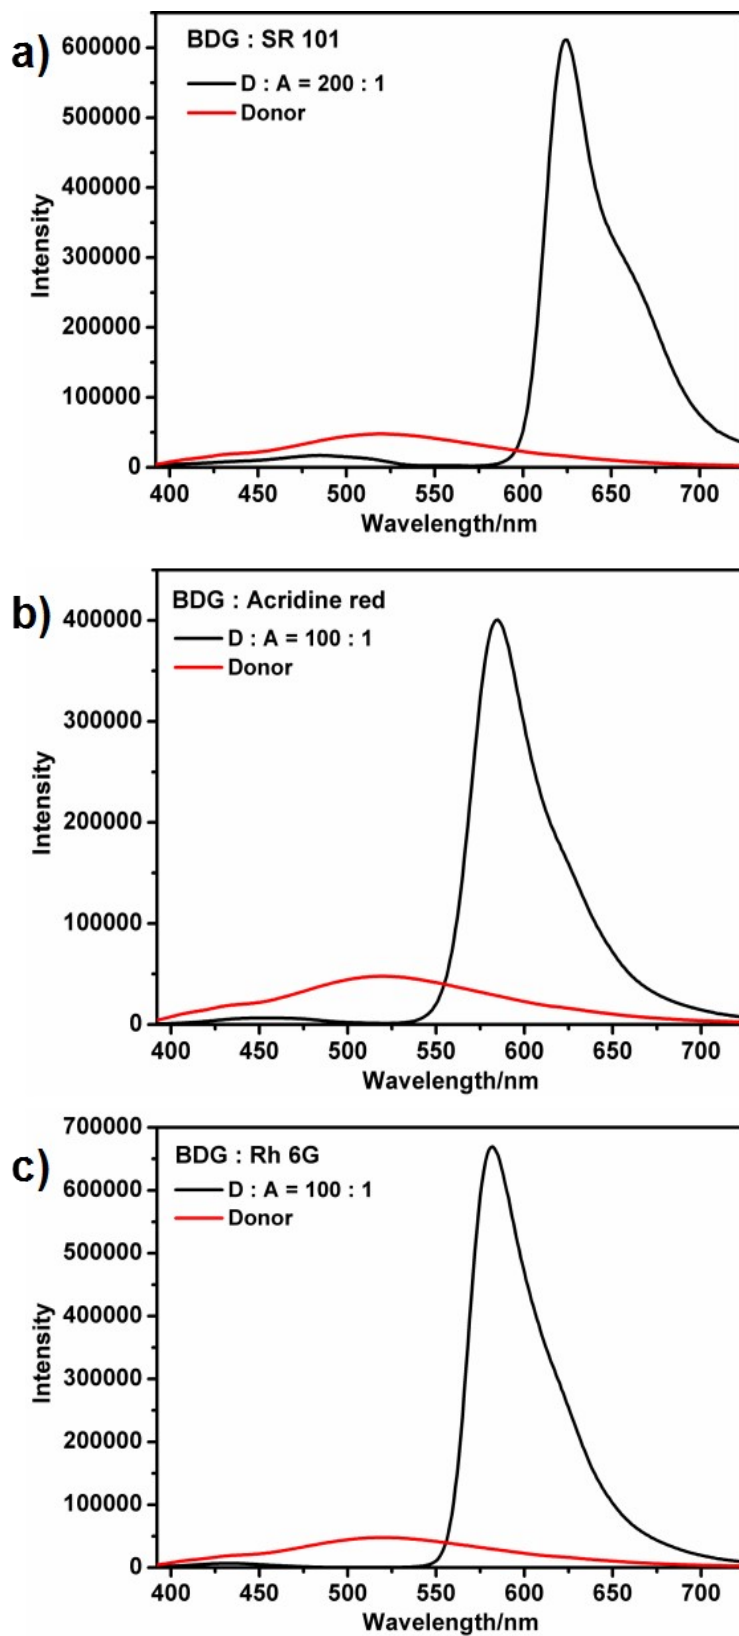 a)
BDG : SR 101
D : A = 200 : 1
Donor
600000
500000
400000
300000
200000
100000
0
Intensity
400 450 500 550 600 650 700
Wavelength/nm
b)
BDG : Acridine red
D : A = 100 : 1
Donor
400000
300000
200000
100000
0
Intensity
400 450 500 550 600 650 700
Wavelength/nm
c)
700000
BDG : Rh 6G
D : A = 100 : 1
Donor
600000
500000
400000
300000
200000
100000
0
Intensity
400 450 500 550 600 650 700
Wavelength/nm